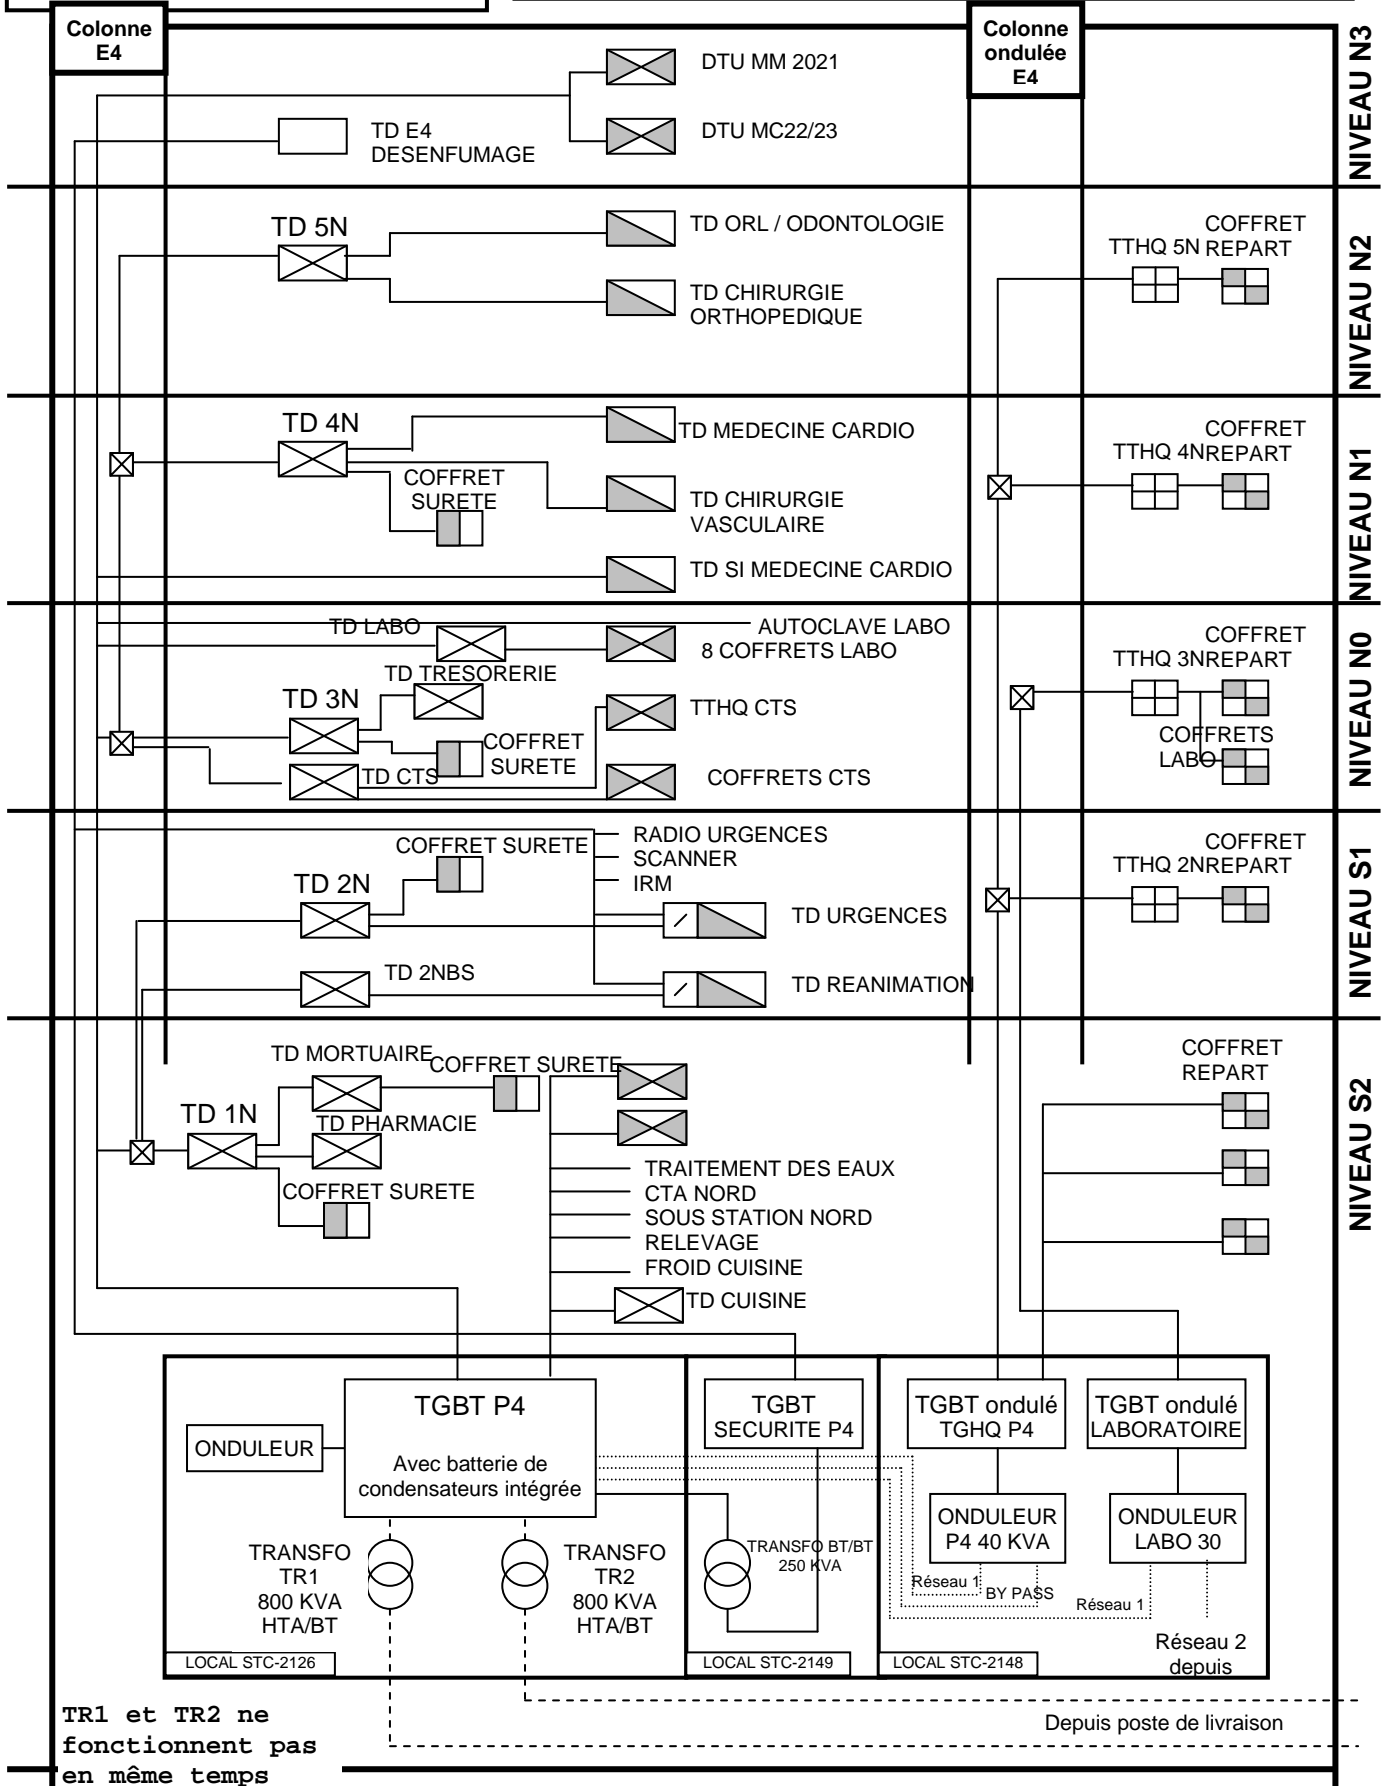 Colonne
E4
Colonne
ondulée
E4
NIVEAU N3
DTU MM 2021
TD E4
DESENFUMAGE
DTU MC22/23
NIVEAU N2
TD 5N
TD ORL / ODONTOLOGIE
TD CHIRURGIE
ORTHOPEDIQUE
TTHQ 5N
COFFRET
REPART
NIVEAU N1
TD 4N
TD MEDECINE CARDIO
COFFRET
SURETE
TD CHIRURGIE
VASCULAIRE
TD SI MEDECINE CARDIO
TTHQ 4N
COFFRET
REPART
NIVEAU N0
TD LABO
AUTOCLAVE LABO
8 COFFRETS LABO
TD TRESORERIE
TD 3N
TTHQ CTS
COFFRET
SURETE
TD CTS
COFFRETS CTS
TTHQ 3N
COFFRET
REPART
COFFRETS
LABO
NIVEAU S1
COFFRET SURETE
RADIO URGENCES
SCANNER
IRM
TD 2N
TD URGENCES
TD 2NBS
TD REANIMATION
TTHQ 2N
COFFRET
REPART
NIVEAU S2
TD MORTUAIRE
COFFRET SURETE
TD 1N
TD PHARMACIE
COFFRET SURETE
TRAITEMENT DES EAUX
CTA NORD
SOUS STATION NORD
RELEVAGE
FROID CUISINE
TD CUISINE
COFFRET
REPART
TGBT P4
Avec batterie de
condensateurs intégrée
ONDULEUR
TGBT
SECURITE P4
TGBT ondulé
TGHQ P4
TGBT ondulé
LABORATOIRE
ONDULEUR
P4 40 KVA
ONDULEUR
LABO 30
TRANSFO
TR1
800 KVA
HTA/BT
TRANSFO
TR2
800 KVA
HTA/BT
TRANSFO BT/BT
250 KVA
Réseau 1
BY PASS
Réseau 1
Réseau 2
depuis
LOCAL STC-2126
LOCAL STC-2149
LOCAL STC-2148
TR1 et TR2 ne
fonctionnent pas
en même temps
Depuis poste de livraison